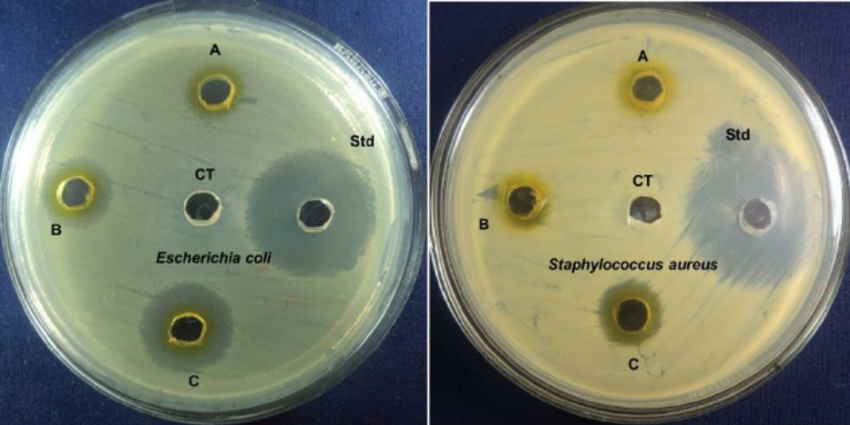 A
Std
CT
B
Escherichia coli
C
A
Std
CT
B
Staphylococcus aureus
C